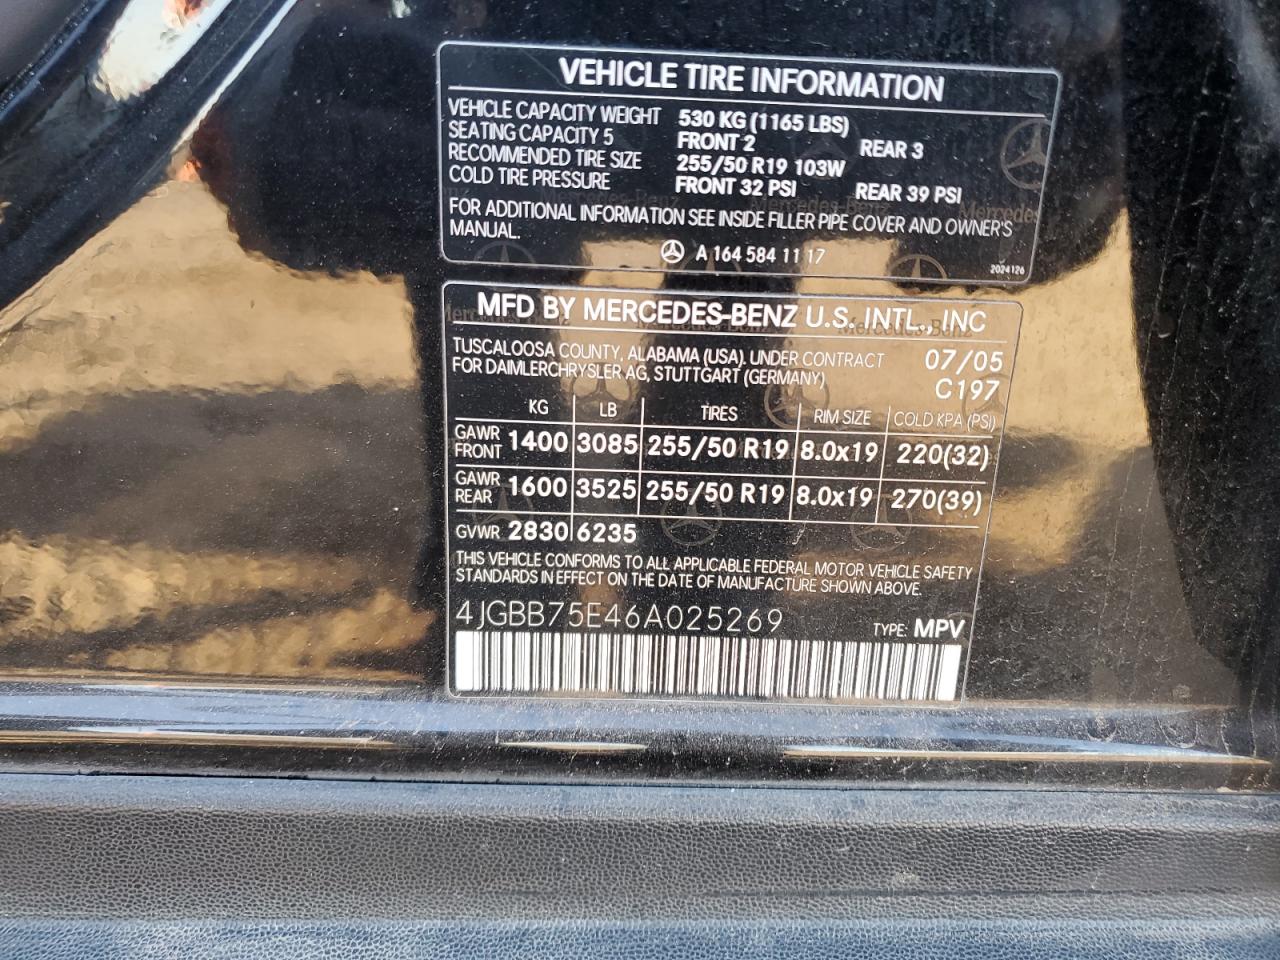 VEHICLE TIRE INFORMATION
VEHICLE CAPACITY WEIGHT 530 KG (1165 LBS)
SEATING CAPACITY 5 FRONT 2 REAR 3
RECOMMENDED TIRE SIZE 255/50 R19 103W
COLD TIRE PRESSURE FRONT 32 PSI REAR 39 PSI
FOR ADDITIONAL INFORMATION SEE INSIDE FILLER PIPE COVER AND OWNER'S
MANUAL.
A 164 584 11 17
2024126
MFD BY MERCEDES-BENZ U.S. INTL., INC
TUSCALOOSA COUNTY, ALABAMA (USA). UNDER CONTRACT 07/05
FOR DAIMLERCHRYSLER AG, STUTTGART (GERMANY) C197
KG LB TIRES RIM SIZE COLD KPA (PSI)
GAWR FRONT 1400 3085 255/50 R19 8.0x19 220(32)
GAWR REAR 1600 3525 255/50 R19 8.0x19 270(39)
GVWR 2830 6235
THIS VEHICLE CONFORMS TO ALL APPLICABLE FEDERAL MOTOR VEHICLE SAFETY
STANDARDS IN EFFECT ON THE DATE OF MANUFACTURE SHOWN ABOVE.
4JGBB75E46A025269 TYPE: MPV